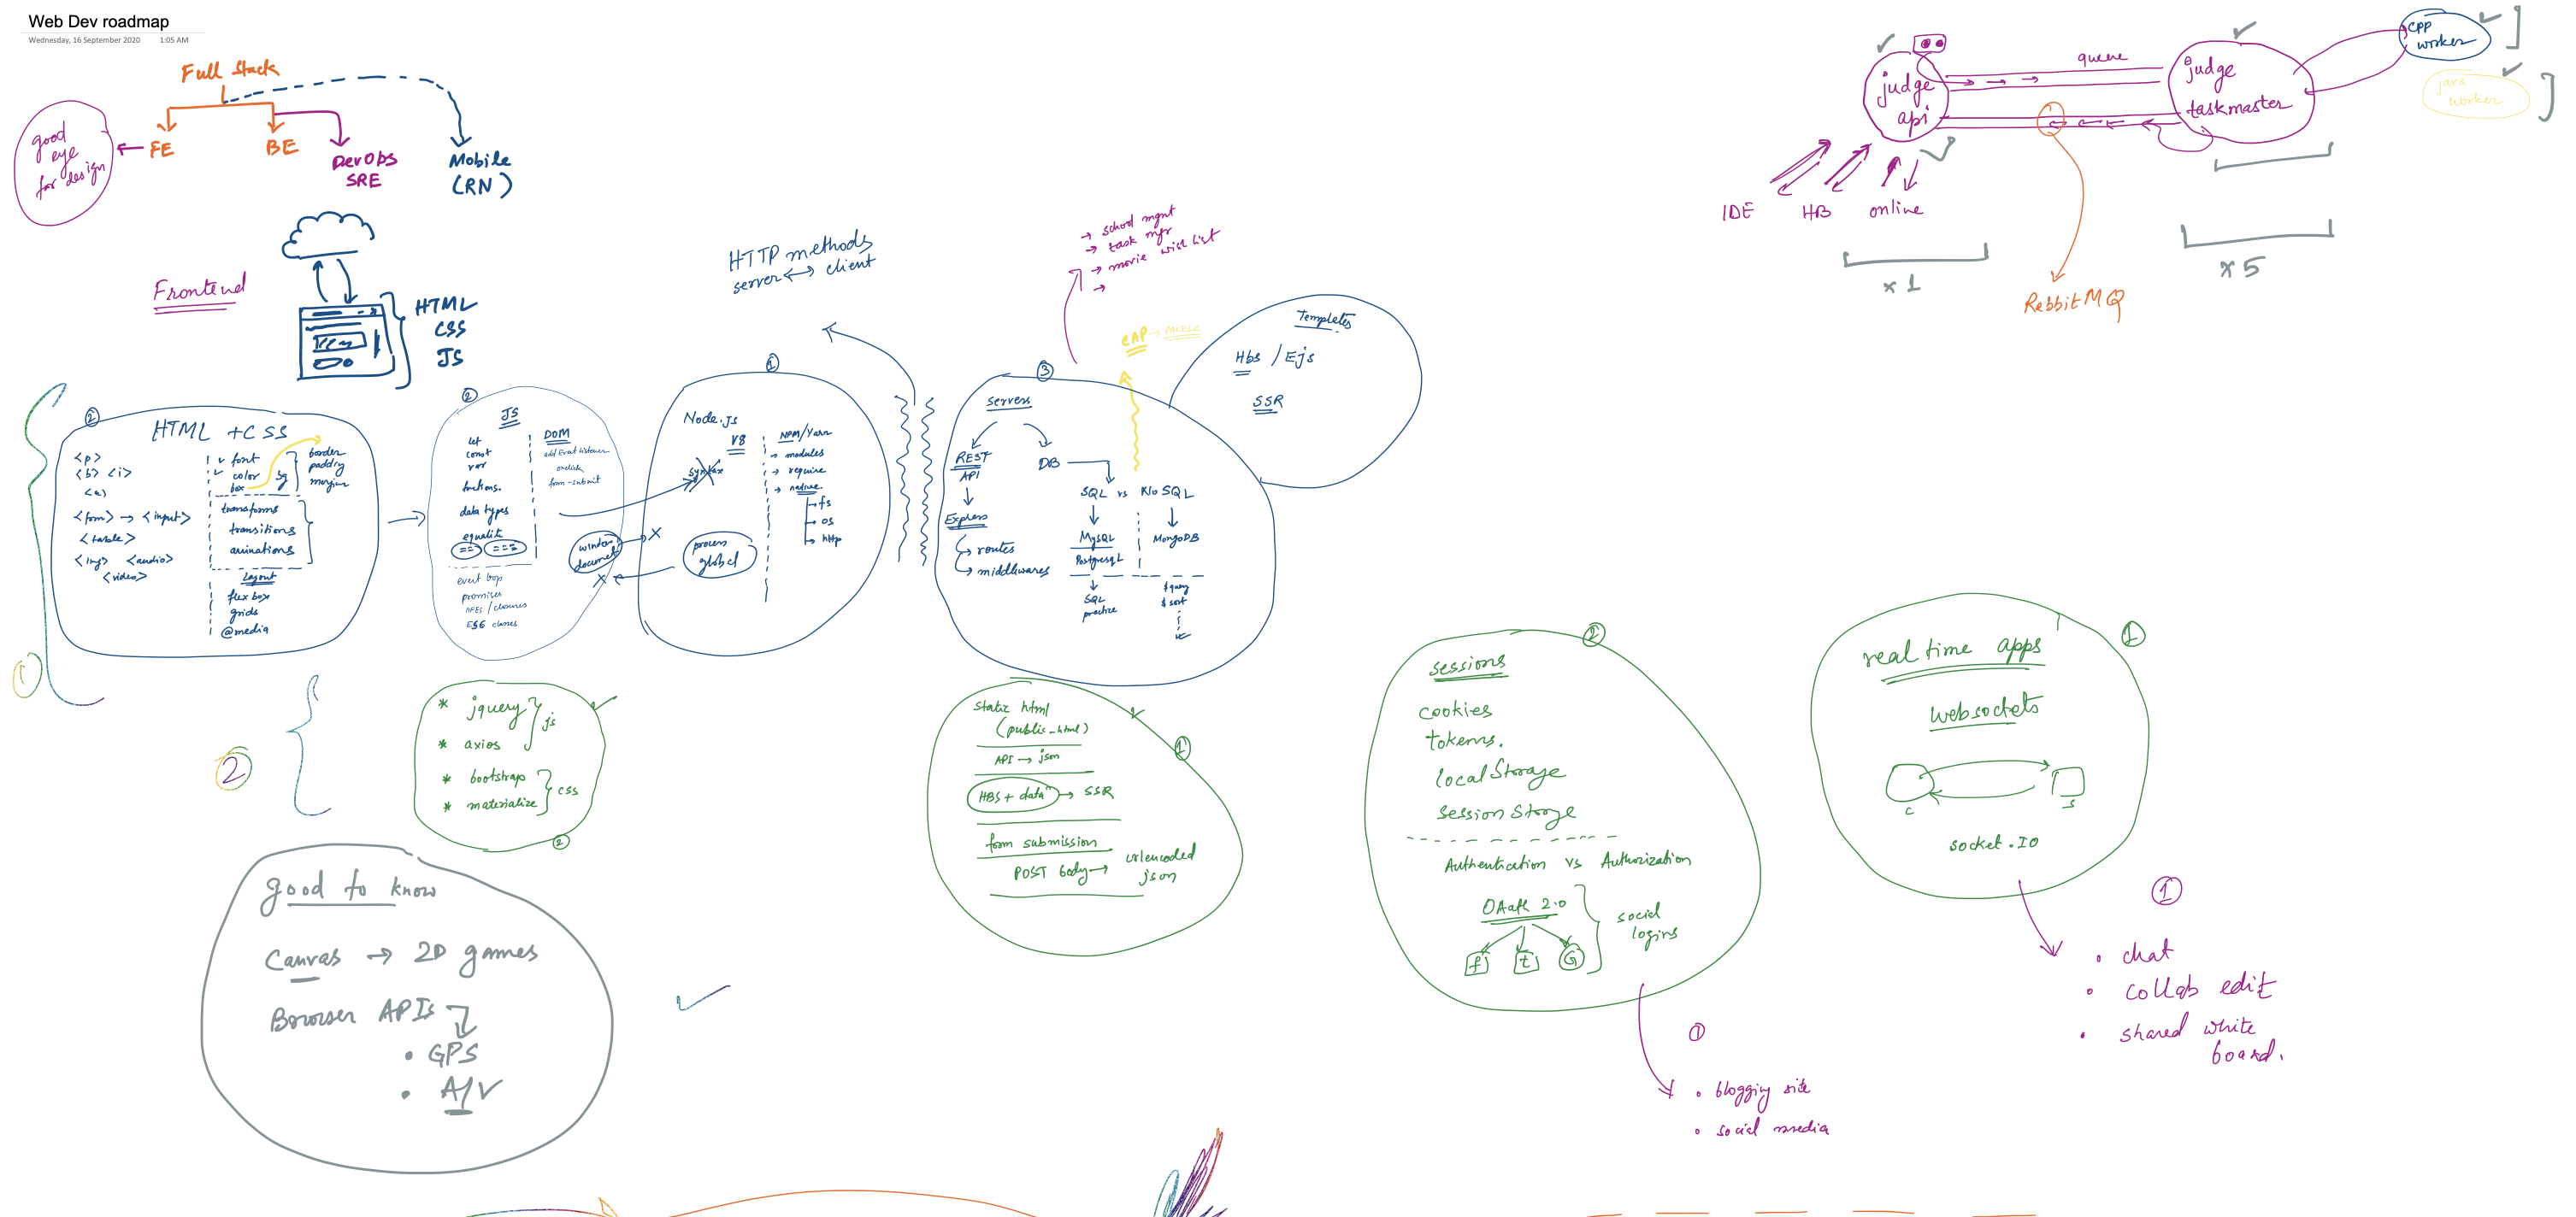 Web Dev roadmap
Wednesday, 16 September 2020 1:05 AM
Full Stack
FE
BE
DevOps
SRE
Mobile
(RN)
good
eye
for design
Frontend
HTML
CSS
JS
HTTP methods
server ↔ client
→ school mgnt
→ task mgr
→ movie wish list
→
judge
api
queue
judge
taskmaster
cpp
worker
java
worker
IDE
HB
online
x 1
x 5
RabbitMQ
①
②
HTML + CSS
<p>
<b> <i>
<a>
<form> → <input>
<table>
<img> <audio>
<video>
font
color
box
bg
border
padding
margin
transforms
transitions
animations
Layout
flex box
grids
@media
②
JS
let
const
var
functions.
data types
equality
== ===
event loop
promises
/ closures
ES6 classes
DOM
add Event Listener
onclick
form-submit
window
document
①
Node.js
V8
syntax
process
global
NPM/Yarn
→ modules
→ require
→ native
→ fs
→ os
→ http
③
servers
REST
API
Express
→ routes
→ middlewares
DB
SQL vs NoSQL
MySQL
PostgresqL
MongoDB
SQL
practice
$query
$sort
CAP → PACELC
Templates
Hbs / Ejs
SSR
②
* jquery
* axios
js
* bootstrap
* materialize
css
②
static html
(public_html)
API → json
HBS + data → SSR
form submission
POST body → urlencoded
json
①
②
sessions
cookies
tokens.
localStorage
Session Storge
Authentication vs Authorization
OAuth 2.0
f t G
social
logins
①
• blogging site
• social media
①
real time apps
websockets
c
s
socket.IO
①
• chat
• collab edit
• shared white
board.
good to know
Canvas → 2D games
Browser APIs
• GPS
• A/V